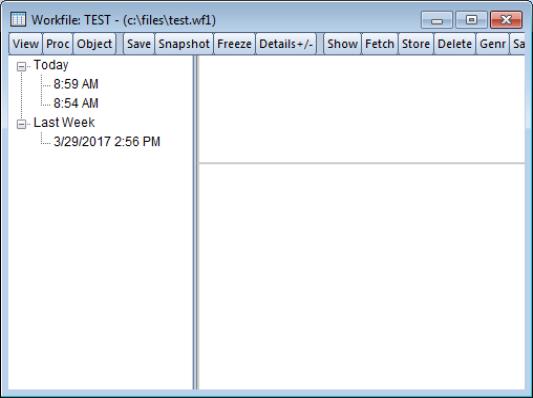 Workfile: TEST - (c:\files\test.wf1)
View Proc Object Save Snapshot Freeze Details+/- Show Fetch Store Delete Genr Sa
Today
8:59 AM
8:54 AM
Last Week
3/29/2017 2:56 PM